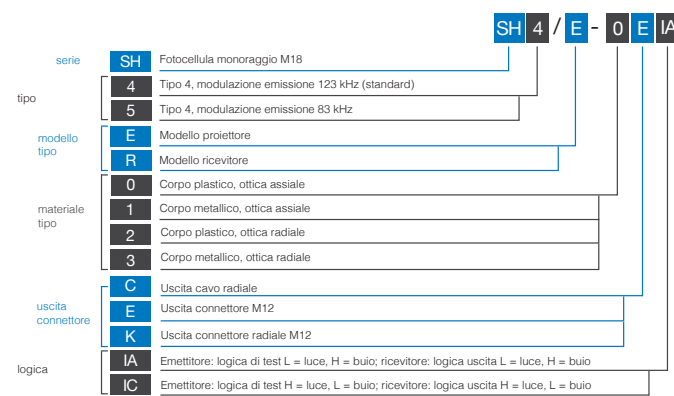 SH 4 / E - 0 E IA
serie SH Fotocellula monoraggio M18
tipo
4 Tipo 4, modulazione emissione 123 kHz (standard)
5 Tipo 4, modulazione emissione 83 kHz
modello
tipo
E Modello proiettore
R Modello ricevitore
materiale
tipo
0 Corpo plastico, ottica assiale
1 Corpo metallico, ottica assiale
2 Corpo plastico, ottica radiale
3 Corpo metallico, ottica radiale
uscita
connettore
C Uscita cavo radiale
E Uscita connettore M12
K Uscita connettore radiale M12
logica
IA Emettitore: logica di test L = luce, H = buio; ricevitore: logica uscita L = luce, H = buio
IC Emettitore: logica di test H = luce, L = buio; ricevitore: logica uscita H = luce, L = buio